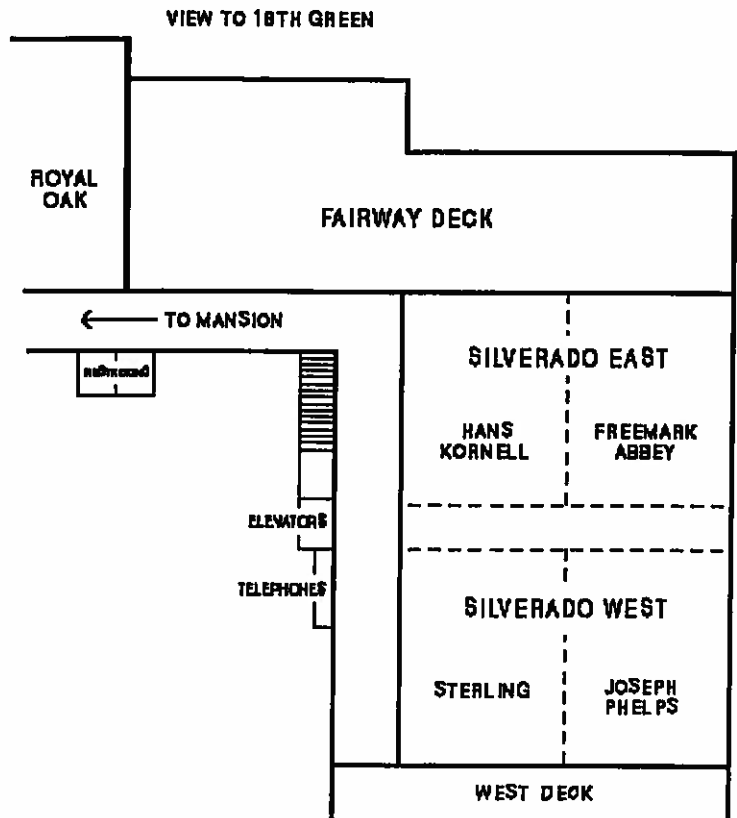 VIEW TO 18TH GREEN
ROYAL
OAK
FAIRWAY DECK
TO MANSION
RESTROOMS
SILVERADO EAST
HANS
KORNELL
FREEMARK
ABBEY
ELEVATORS
TELEPHONES
SILVERADO WEST
STERLING
JOSEPH
PHELPS
WEST DECK